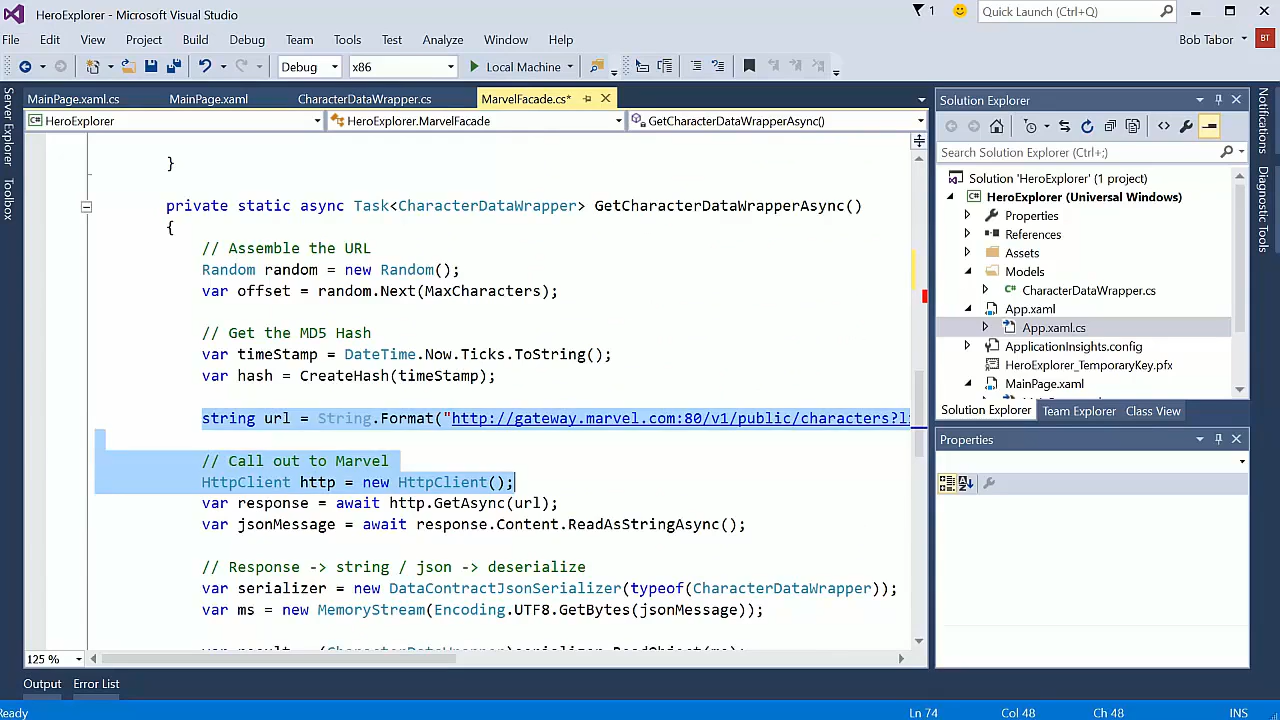 HeroExplorer - Microsoft Visual Studio
1
Quick Launch (Ctrl+Q)
File Edit View Project Build Debug Team Tools Test Analyze Window Help
Bob Tabor BT
Debug x86 Local Machine
MainPage.xaml.cs MainPage.xaml CharacterDataWrapper.cs MarvelFacade.cs*
HeroExplorer HeroExplorer.MarvelFacade GetCharacterDataWrapperAsync()
Server Explorer
Toolbox
}
private static async Task<CharacterDataWrapper> GetCharacterDataWrapperAsync()
{
// Assemble the URL
Random random = new Random();
var offset = random.Next(MaxCharacters);
// Get the MD5 Hash
var timeStamp = DateTime.Now.Ticks.ToString();
var hash = CreateHash(timeStamp);
string url = String.Format("http://gateway.marvel.com:80/v1/public/characters?li
// Call out to Marvel
HttpClient http = new HttpClient();
var response = await http.GetAsync(url);
var jsonMessage = await response.Content.ReadAsStringAsync();
// Response -> string / json -> deserialize
var serializer = new DataContractJsonSerializer(typeof(CharacterDataWrapper));
var ms = new MemoryStream(Encoding.UTF8.GetBytes(jsonMessage));
125 %
Solution Explorer
Search Solution Explorer (Ctrl+;)
Solution 'HeroExplorer' (1 project)
HeroExplorer (Universal Windows)
Properties
References
Assets
Models
CharacterDataWrapper.cs
App.xaml
App.xaml.cs
ApplicationInsights.config
HeroExplorer_TemporaryKey.pfx
MainPage.xaml
Solution Explorer Team Explorer Class View
Properties
Notifications
Diagnostic Tools
Output Error List
Ready Ln 74 Col 48 Ch 48 INS